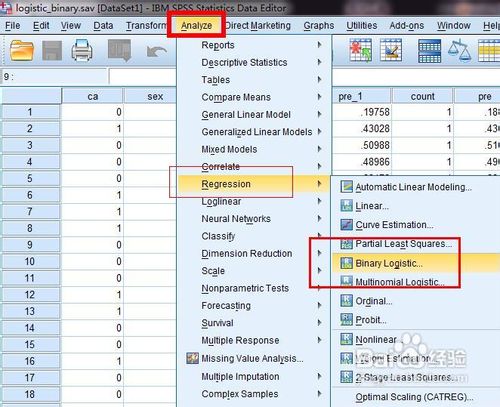 logistic_binary.sav [DataSet1] - IBM SPSS Statistics Data Editor
File Edit View Data Transform Analyze Direct Marketing Graphs Utilities Add-ons Window Help
9 :
ca sex pre_1 count pre
1 0 .19758 1 .18
2 1 .43028 1
3 0 .50988 1 .5
4 0 .48986 1
5 0
6 1
7 1
8 0
9 0
10 0
11 0
12 1
13 1
14 0
15 0
16 1
17 0
18 0
Reports
Descriptive Statistics
Tables
Compare Means
General Linear Model
Generalized Linear Models
Mixed Models
Correlate
Regression
Loglinear
Neural Networks
Classify
Dimension Reduction
Scale
Nonparametric Tests
Forecasting
Survival
Multiple Response
Missing Value Analysis...
Multiple Imputation
Complex Samples
Automatic Linear Modeling...
Linear...
Curve Estimation...
Partial Least Squares...
Binary Logistic...
Multinomial Logistic...
Ordinal...
Probit...
Nonlinear...
Estimation...
2-Stage Least Squares...
Optimal Scaling (CATREG)...
Bai 经验